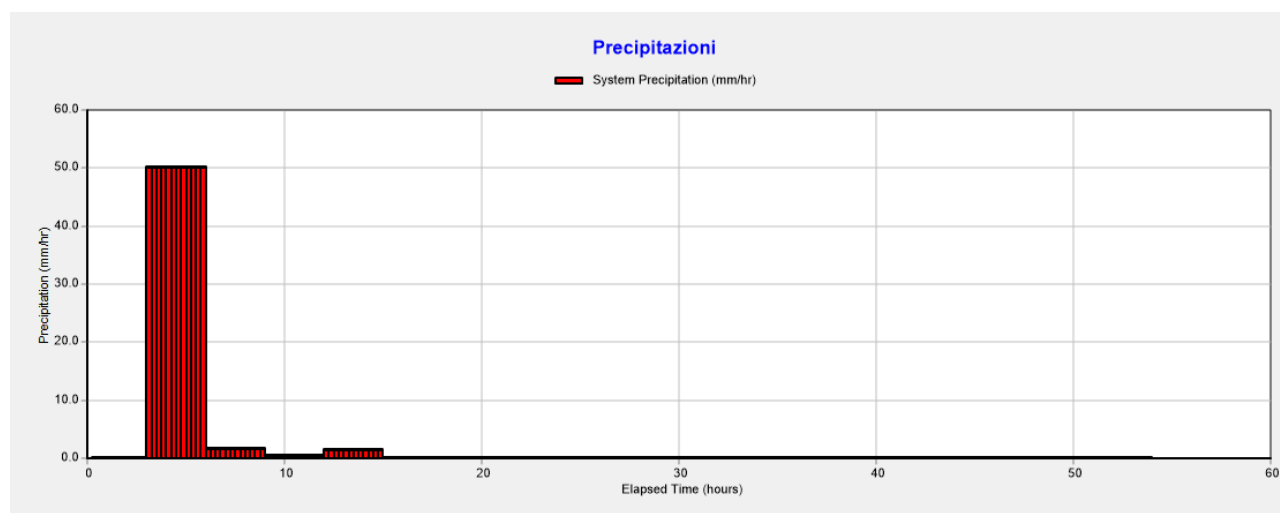 Precipitazioni
System Precipitation (mm/hr)
Precipitation (mm/hr)
60.0
50.0
40.0
30.0
20.0
10.0
0.0
0 10 20 30 40 50 60
Elapsed Time (hours)